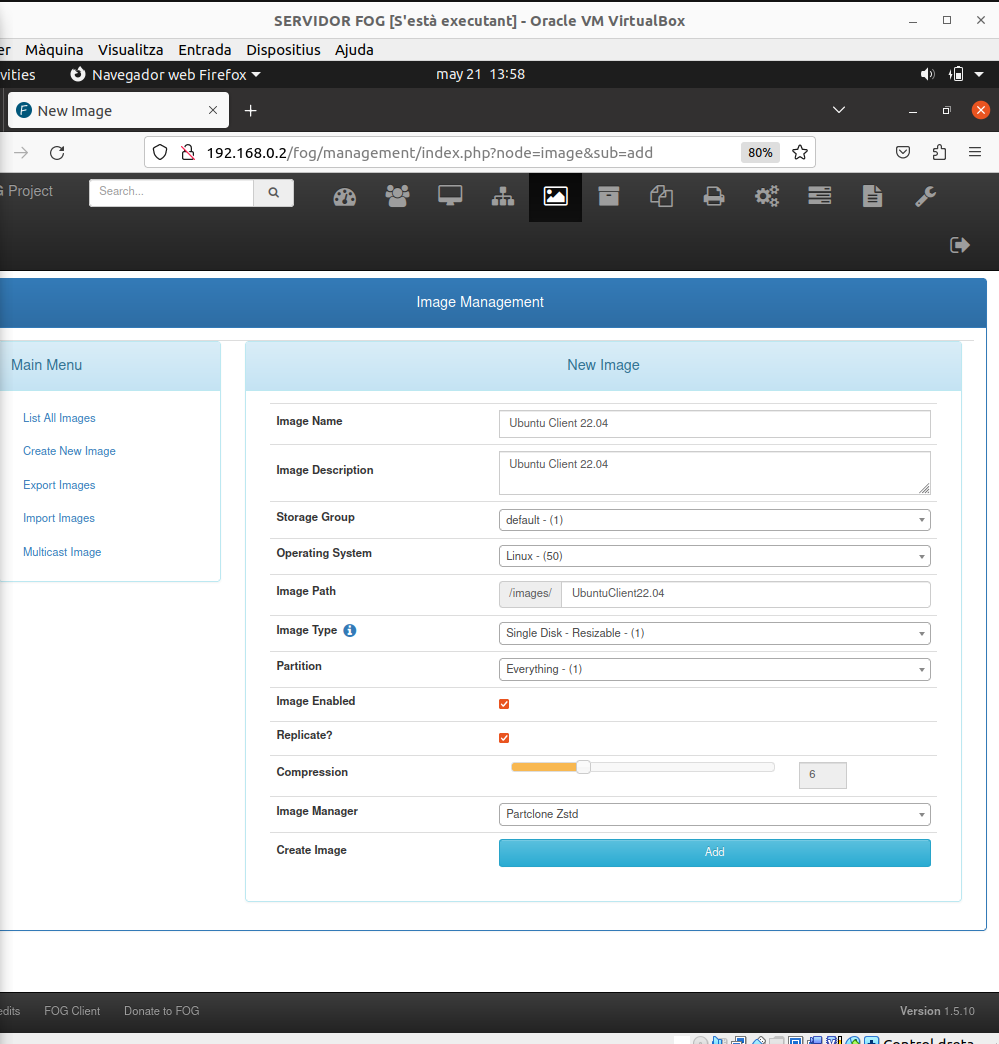 SERVIDOR FOG [S'està executant] - Oracle VM VirtualBox
er Màquina Visualitza Entrada Dispositius Ajuda
vities Navegador web Firefox may 21 13:58
New Image
192.168.0.2/fog/management/index.php?node=image&sub=add 80%
G Project Search...
Image Management
Main Menu
List All Images
Create New Image
Export Images
Import Images
Multicast Image
New Image
Image Name Ubuntu Client 22.04
Image Description Ubuntu Client 22.04
Storage Group default - (1)
Operating System Linux - (50)
Image Path /images/ UbuntuClient22.04
Image Type Single Disk - Resizable - (1)
Partition Everything - (1)
Image Enabled
Replicate?
Compression 6
Image Manager Partclone Zstd
Create Image Add
edits FOG Client Donate to FOG Version 1.5.10
Control dreta